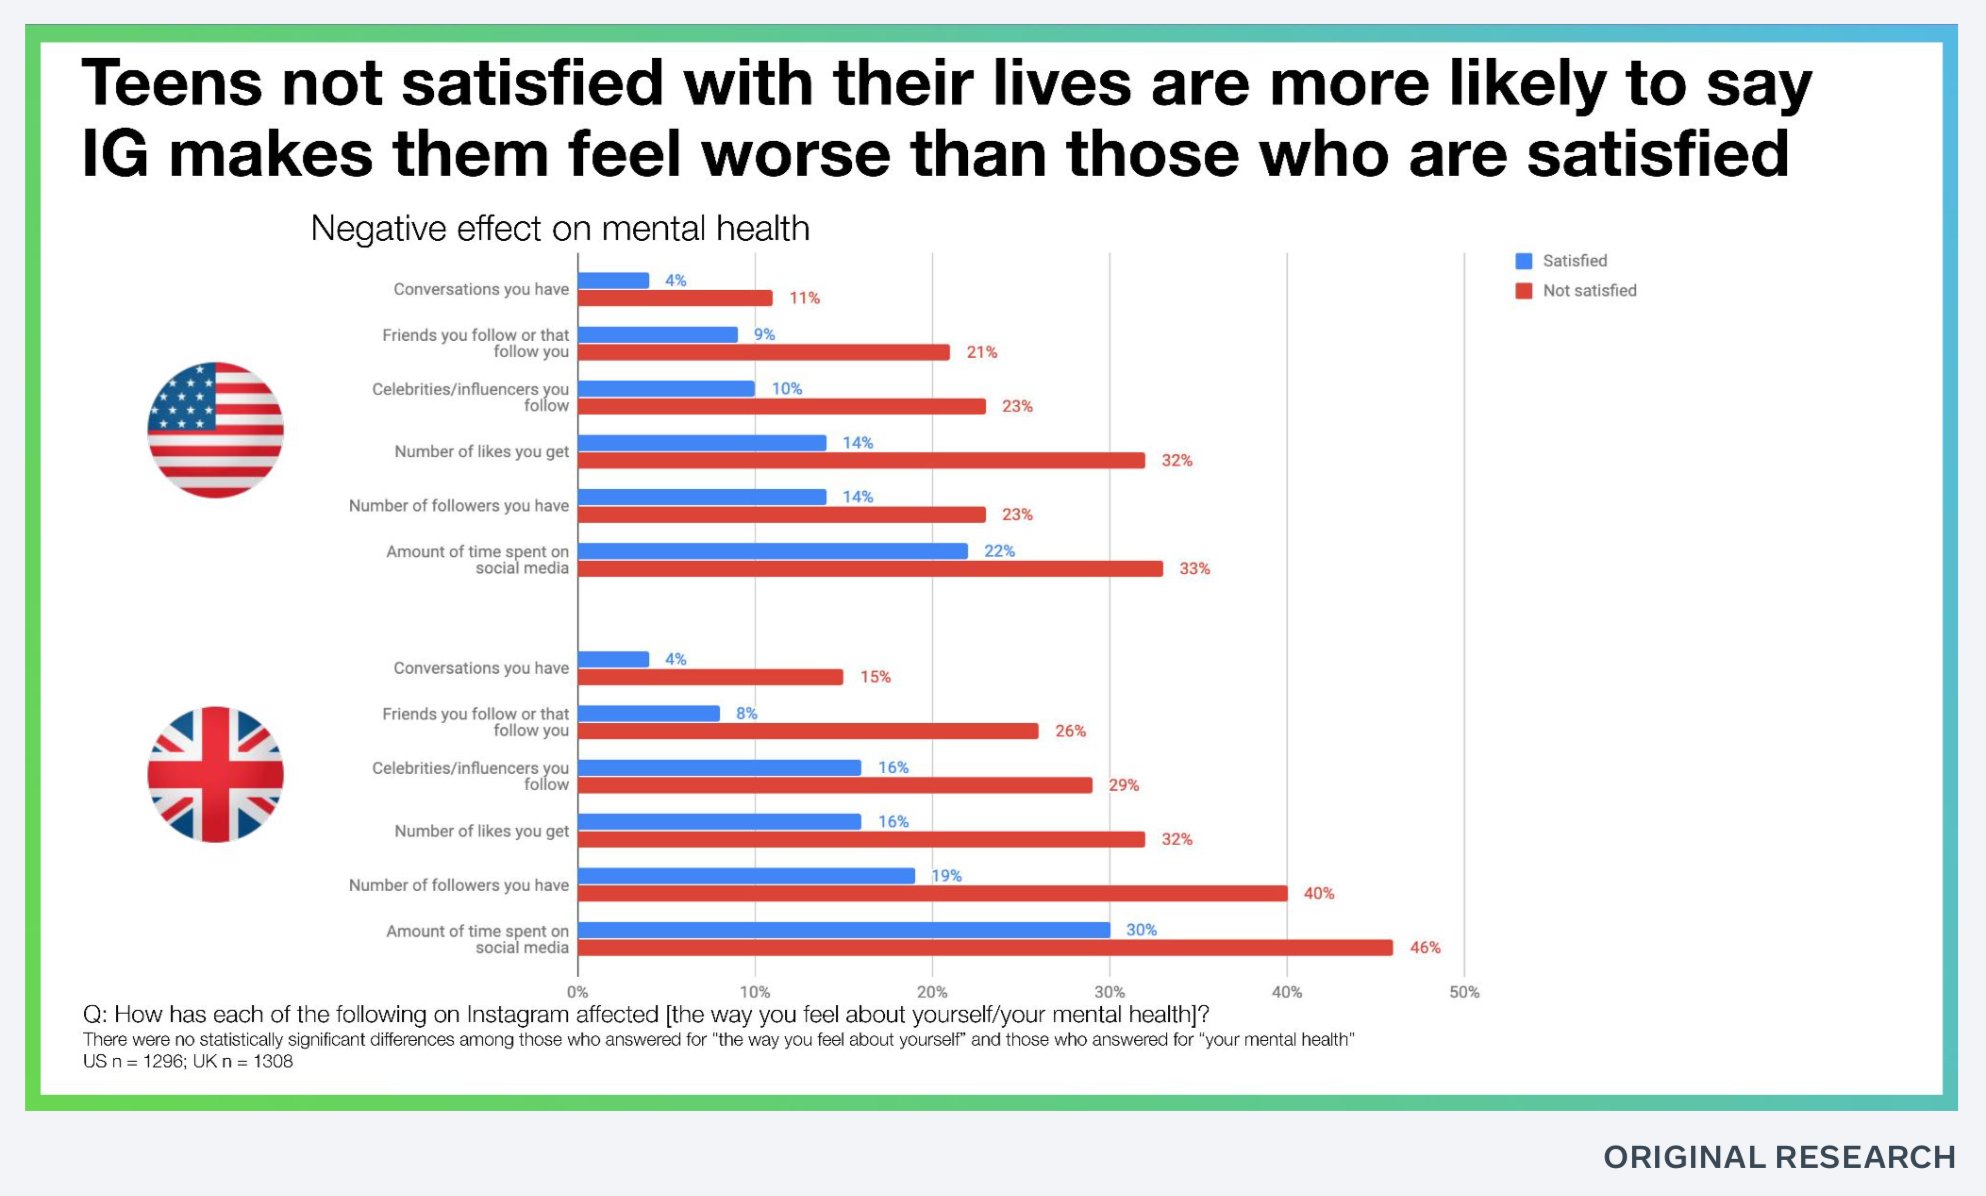 Teens not satisfied with their lives are more likely to say
IG makes them feel worse than those who are satisfied
Negative effect on mental health
Satisfied
Not satisfied
Conversations you have
4%
11%
Friends you follow or that
follow you
9%
21%
Celebrities/influencers you
follow
10%
23%
Number of likes you get
14%
32%
Number of followers you have
14%
23%
Amount of time spent on
social media
22%
33%
Conversations you have
4%
15%
Friends you follow or that
follow you
8%
26%
Celebrities/influencers you
follow
16%
29%
Number of likes you get
16%
32%
Number of followers you have
19%
40%
Amount of time spent on
social media
30%
46%
0% 10% 20% 30% 40% 50%
Q: How has each of the following on Instagram affected [the way you feel about yourself/your mental health]?
There were no statistically significant differences among those who answered for "the way you feel about yourself" and those who answered for "your mental health"
US n = 1296; UK n = 1308
ORIGINAL RESEARCH